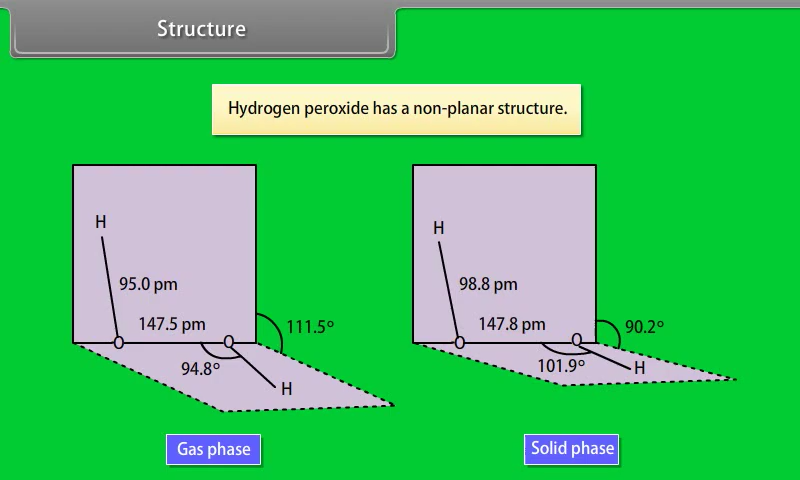 Structure
Hydrogen peroxide has a non-planar structure.
H
95.0 pm
147.5 pm
O
O
111.5°
94.8°
H
Gas phase
H
98.8 pm
147.8 pm
O
O
90.2°
101.9°
H
Solid phase